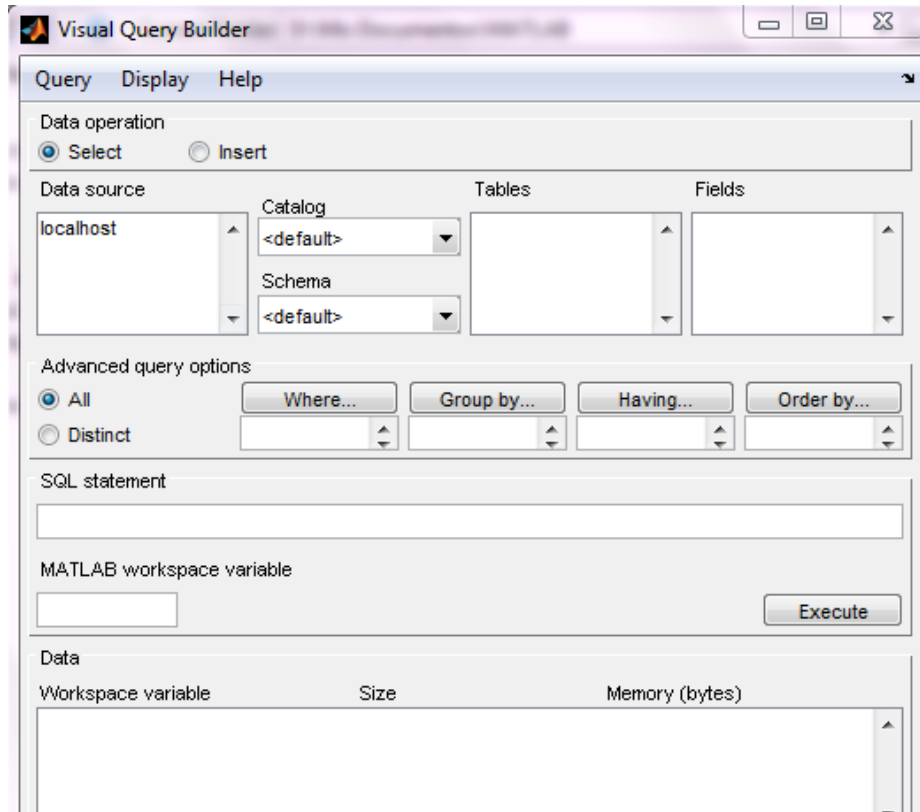 Visual Query Builder
Query Display Help
Data operation
Select Insert
Data source Catalog Tables Fields
localhost <default>
Schema
<default>
Advanced query options
All Where... Group by... Having... Order by...
Distinct
SQL statement
MATLAB workspace variable
Execute
Data
Workspace variable Size Memory (bytes)